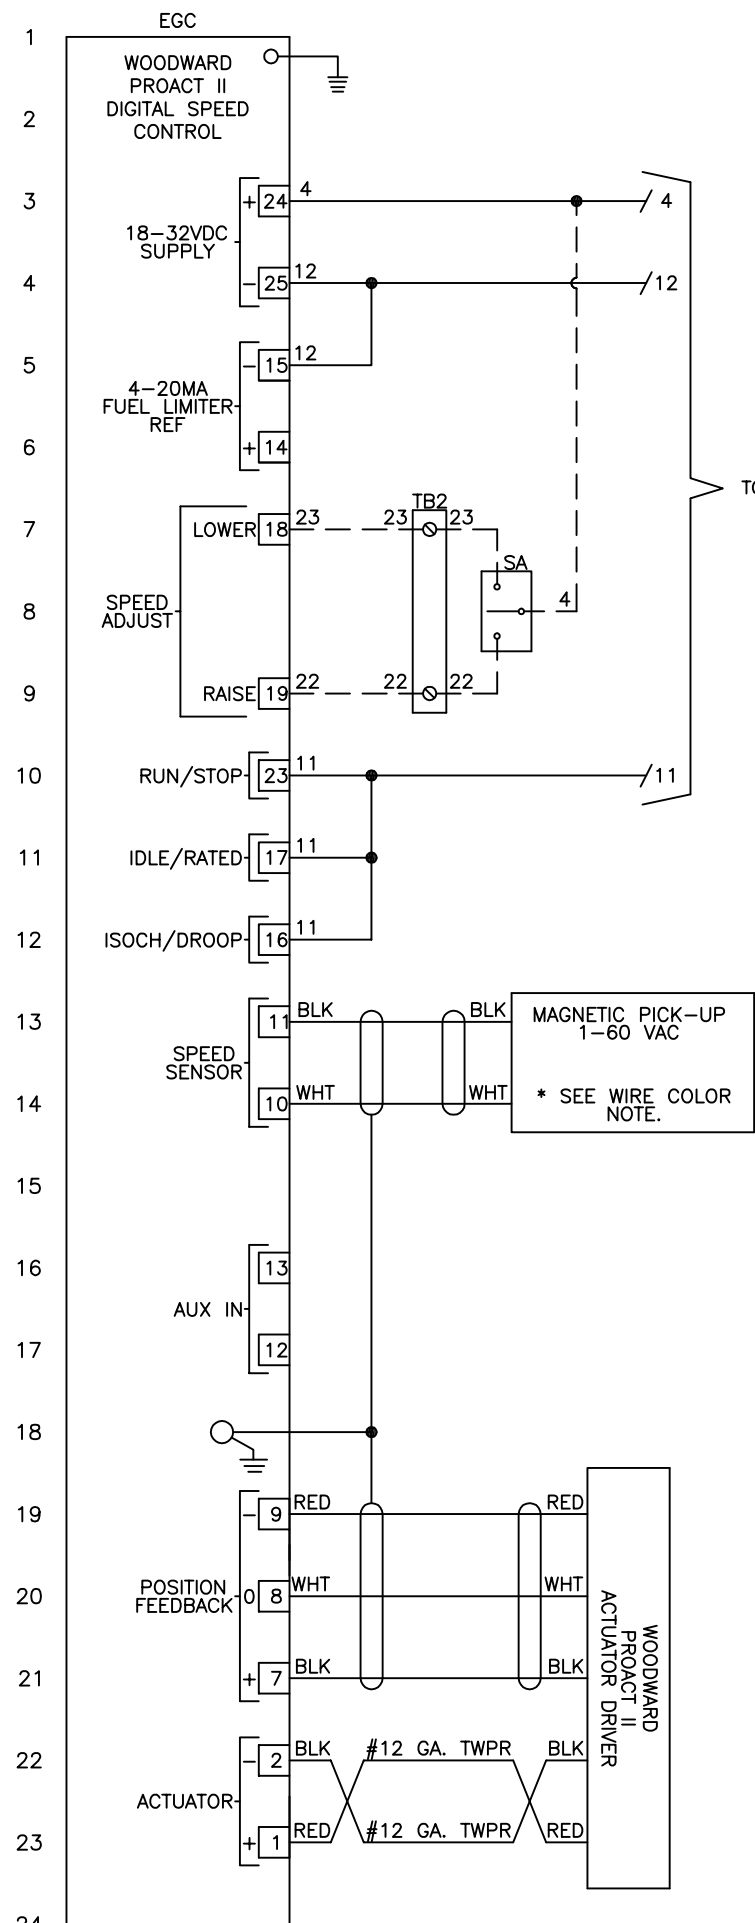 EGC
1
WOODWARD
PROACT II
DIGITAL SPEED
CONTROL
2
3
+ 24 4
4
18-32VDC
SUPPLY
4
- 25 12
12
5
- 15 12
4-20MA
FUEL LIMITER
REF
6
+ 14
TB2
7
LOWER 18 23 23 23
SA
8
SPEED
ADJUST
4
9
RAISE 19 22 22 22
10
RUN/STOP 23 11
11
11
IDLE/RATED 17 11
12
ISOCH/DROOP 16 11
13
11 BLK BLK
MAGNETIC PICK-UP
1-60 VAC
SPEED
SENSOR
14
10 WHT WHT
* SEE WIRE COLOR
NOTE.
15
16
13
AUX IN
17
12
18
19
- 9 RED RED
20
POSITION
FEEDBACK
0 8 WHT WHT
21
+ 7 BLK BLK
WOODWARD
PROACT II
ACTUATOR DRIVER
22
- 2 BLK #12 GA. TWPR BLK
ACTUATOR
23
+ 1 RED #12 GA. TWPR RED